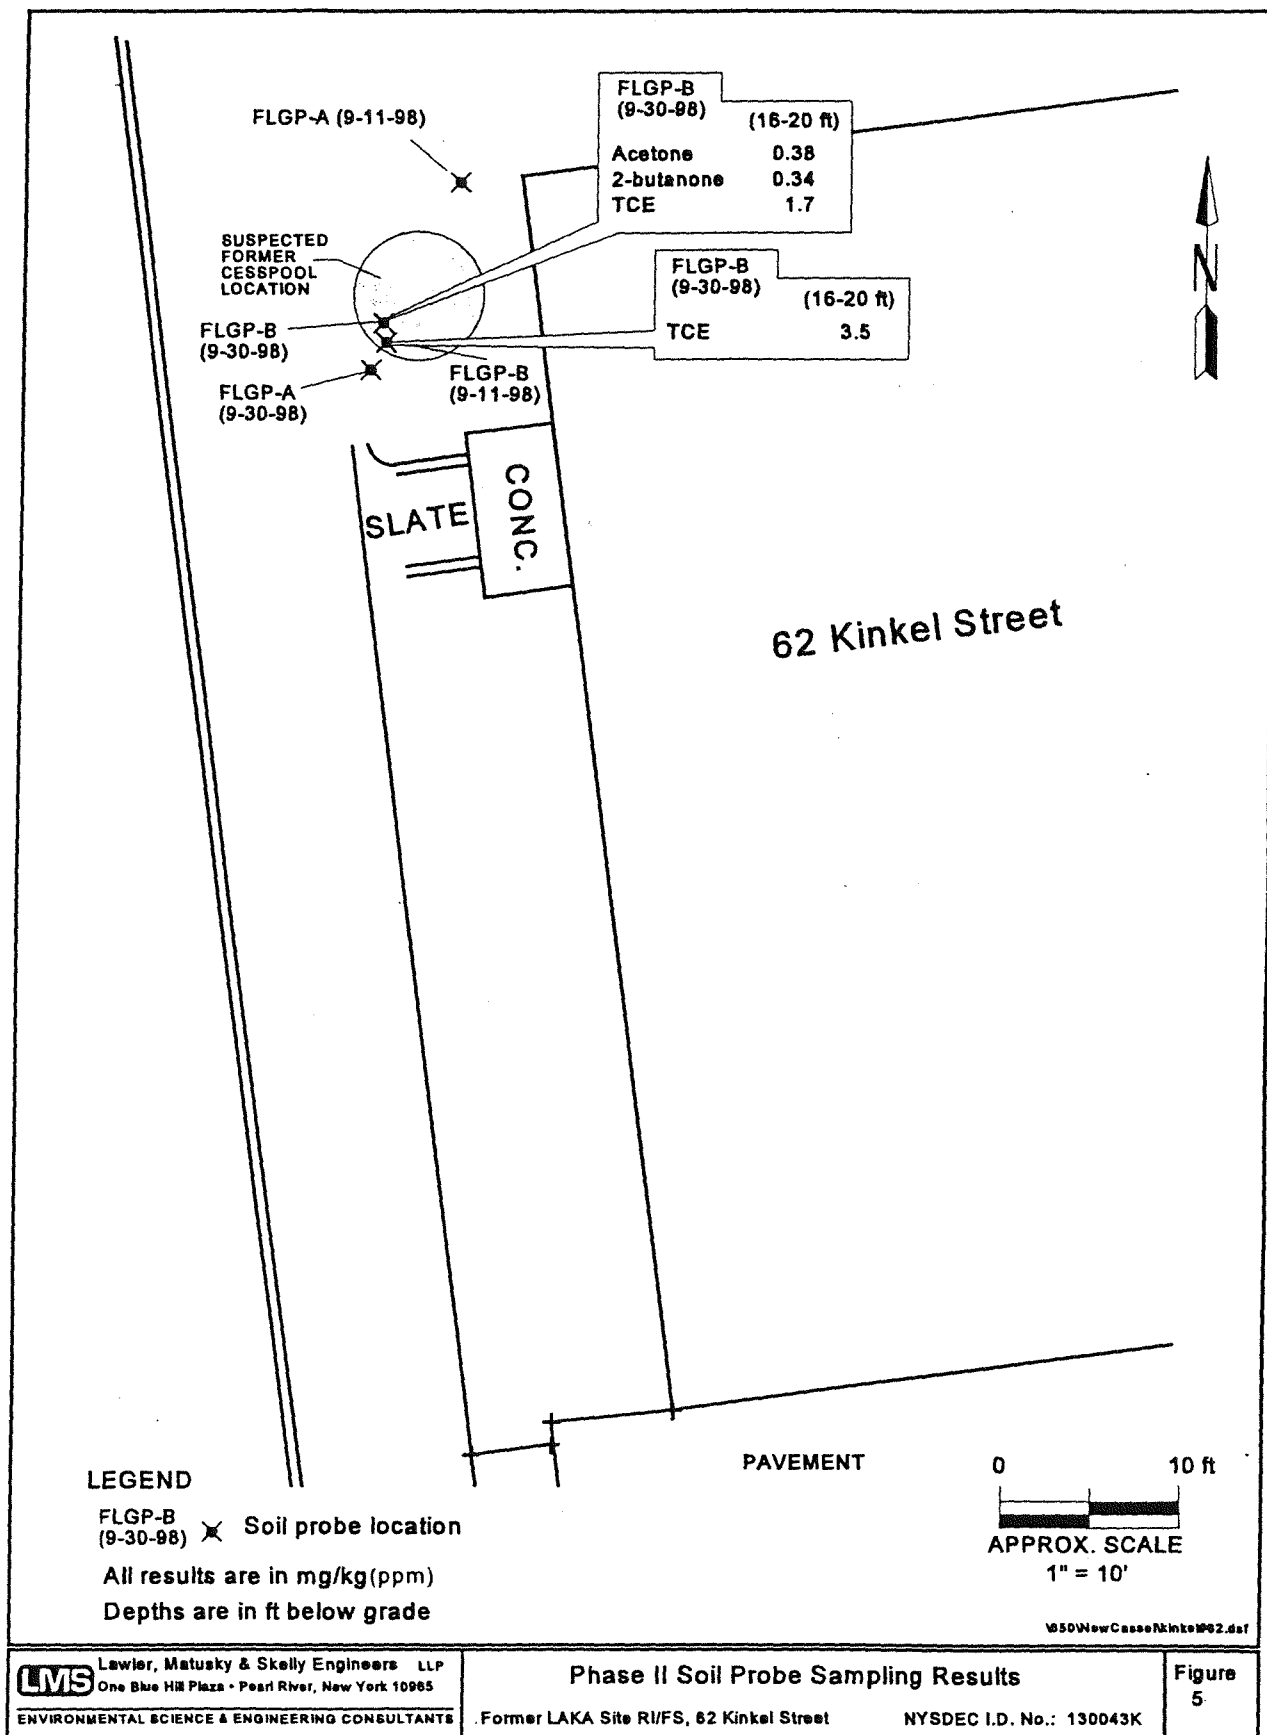 FLGP-A (9-11-98)
FLGP-B
(9-30-98)
(16-20 ft)
Acetone 0.38
2-butanone 0.34
TCE 1.7
SUSPECTED
FORMER
CESSPOOL
LOCATION
FLGP-B
(9-30-98)
(16-20 ft)
TCE 3.5
FLGP-B
(9-30-98)
FLGP-A
(9-30-98)
FLGP-B
(9-11-98)
N
SLATE
CONC.
62 Kinkel Street
PAVEMENT
LEGEND
FLGP-B
(9-30-98)
Soil probe location
All results are in mg/kg(ppm)
Depths are in ft below grade
0 10 ft
APPROX. SCALE
1" = 10'
LMS
Lawler, Matusky & Skelly Engineers LLP
One Blue Hill Plaza • Pearl River, New York 10965
ENVIRONMENTAL SCIENCE & ENGINEERING CONSULTANTS
Phase II Soil Probe Sampling Results
Former LAKA Site RI/FS, 62 Kinkel Street NYSDEC I.D. No.: 130043K
Figure
5